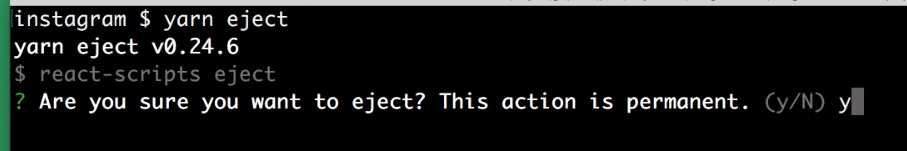 instagram $ yarn eject
yarn eject v0.24.6
$ react-scripts eject
? Are you sure you want to eject? This action is permanent. (y/N) y